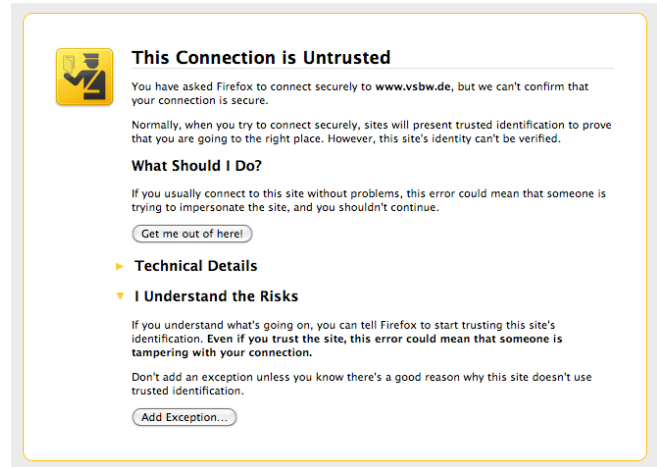 This Connection is Untrusted
You have asked Firefox to connect securely to www.vsbw.de, but we can't confirm that
your connection is secure.
Normally, when you try to connect securely, sites will present trusted identification to prove
that you are going to the right place. However, this site's identity can't be verified.
What Should I Do?
If you usually connect to this site without problems, this error could mean that someone is
trying to impersonate the site, and you shouldn't continue.
Get me out of here!
Technical Details
I Understand the Risks
If you understand what's going on, you can tell Firefox to start trusting this site's
identification. Even if you trust the site, this error could mean that someone is
tampering with your connection.
Don't add an exception unless you know there's a good reason why this site doesn't use
trusted identification.
Add Exception...